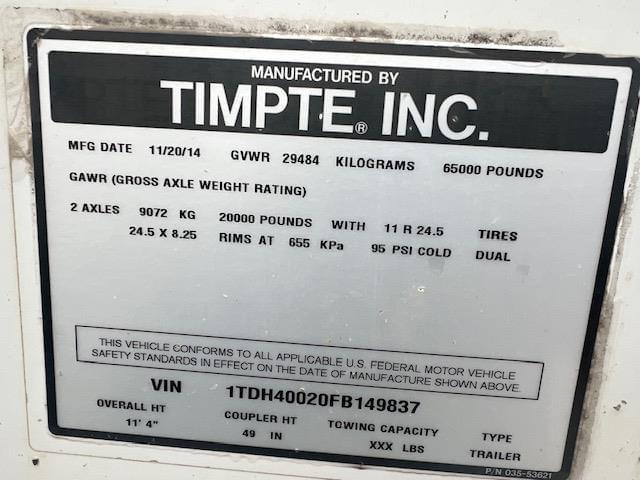 MANUFACTURED BY
TIMPTE® INC.
MFG DATE 11/20/14 GVWR 29484 KILOGRAMS 65000 POUNDS
GAWR (GROSS AXLE WEIGHT RATING)
2 AXLES 9072 KG 20000 POUNDS WITH 11 R 24.5 TIRES
24.5 X 8.25 RIMS AT 655 KPa 95 PSI COLD DUAL
THIS VEHICLE CONFORMS TO ALL APPLICABLE U.S. FEDERAL MOTOR VEHICLE
SAFETY STANDARDS IN EFFECT ON THE DATE OF MANUFACTURE SHOWN ABOVE.
VIN 1TDH40020FB149837
OVERALL HT COUPLER HT TOWING CAPACITY TYPE
11' 4" 49 IN XXX LBS TRAILER
P/N 035-53621